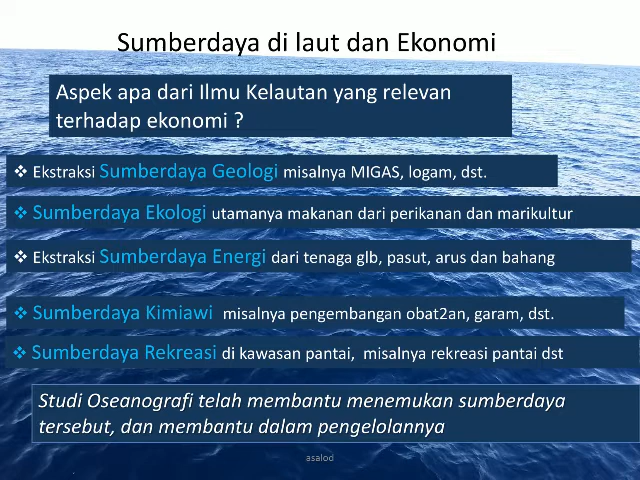 Sumberdaya di laut dan Ekonomi
Aspek apa dari Ilmu Kelautan yang relevan
terhadap ekonomi ?
❖ Ekstraksi Sumberdaya Geologi misalnya MIGAS, logam, dst.
❖ Sumberdaya Ekologi utamanya makanan dari perikanan dan marikultur
❖ Ekstraksi Sumberdaya Energi dari tenaga glb, pasut, arus dan bahang
❖ Sumberdaya Kimiawi misalnya pengembangan obat2an, garam, dst.
❖ Sumberdaya Rekreasi di kawasan pantai, misalnya rekreasi pantai dst
Studi Oseanografi telah membantu menemukan sumberdaya
tersebut, dan membantu dalam pengelolannya
asalod